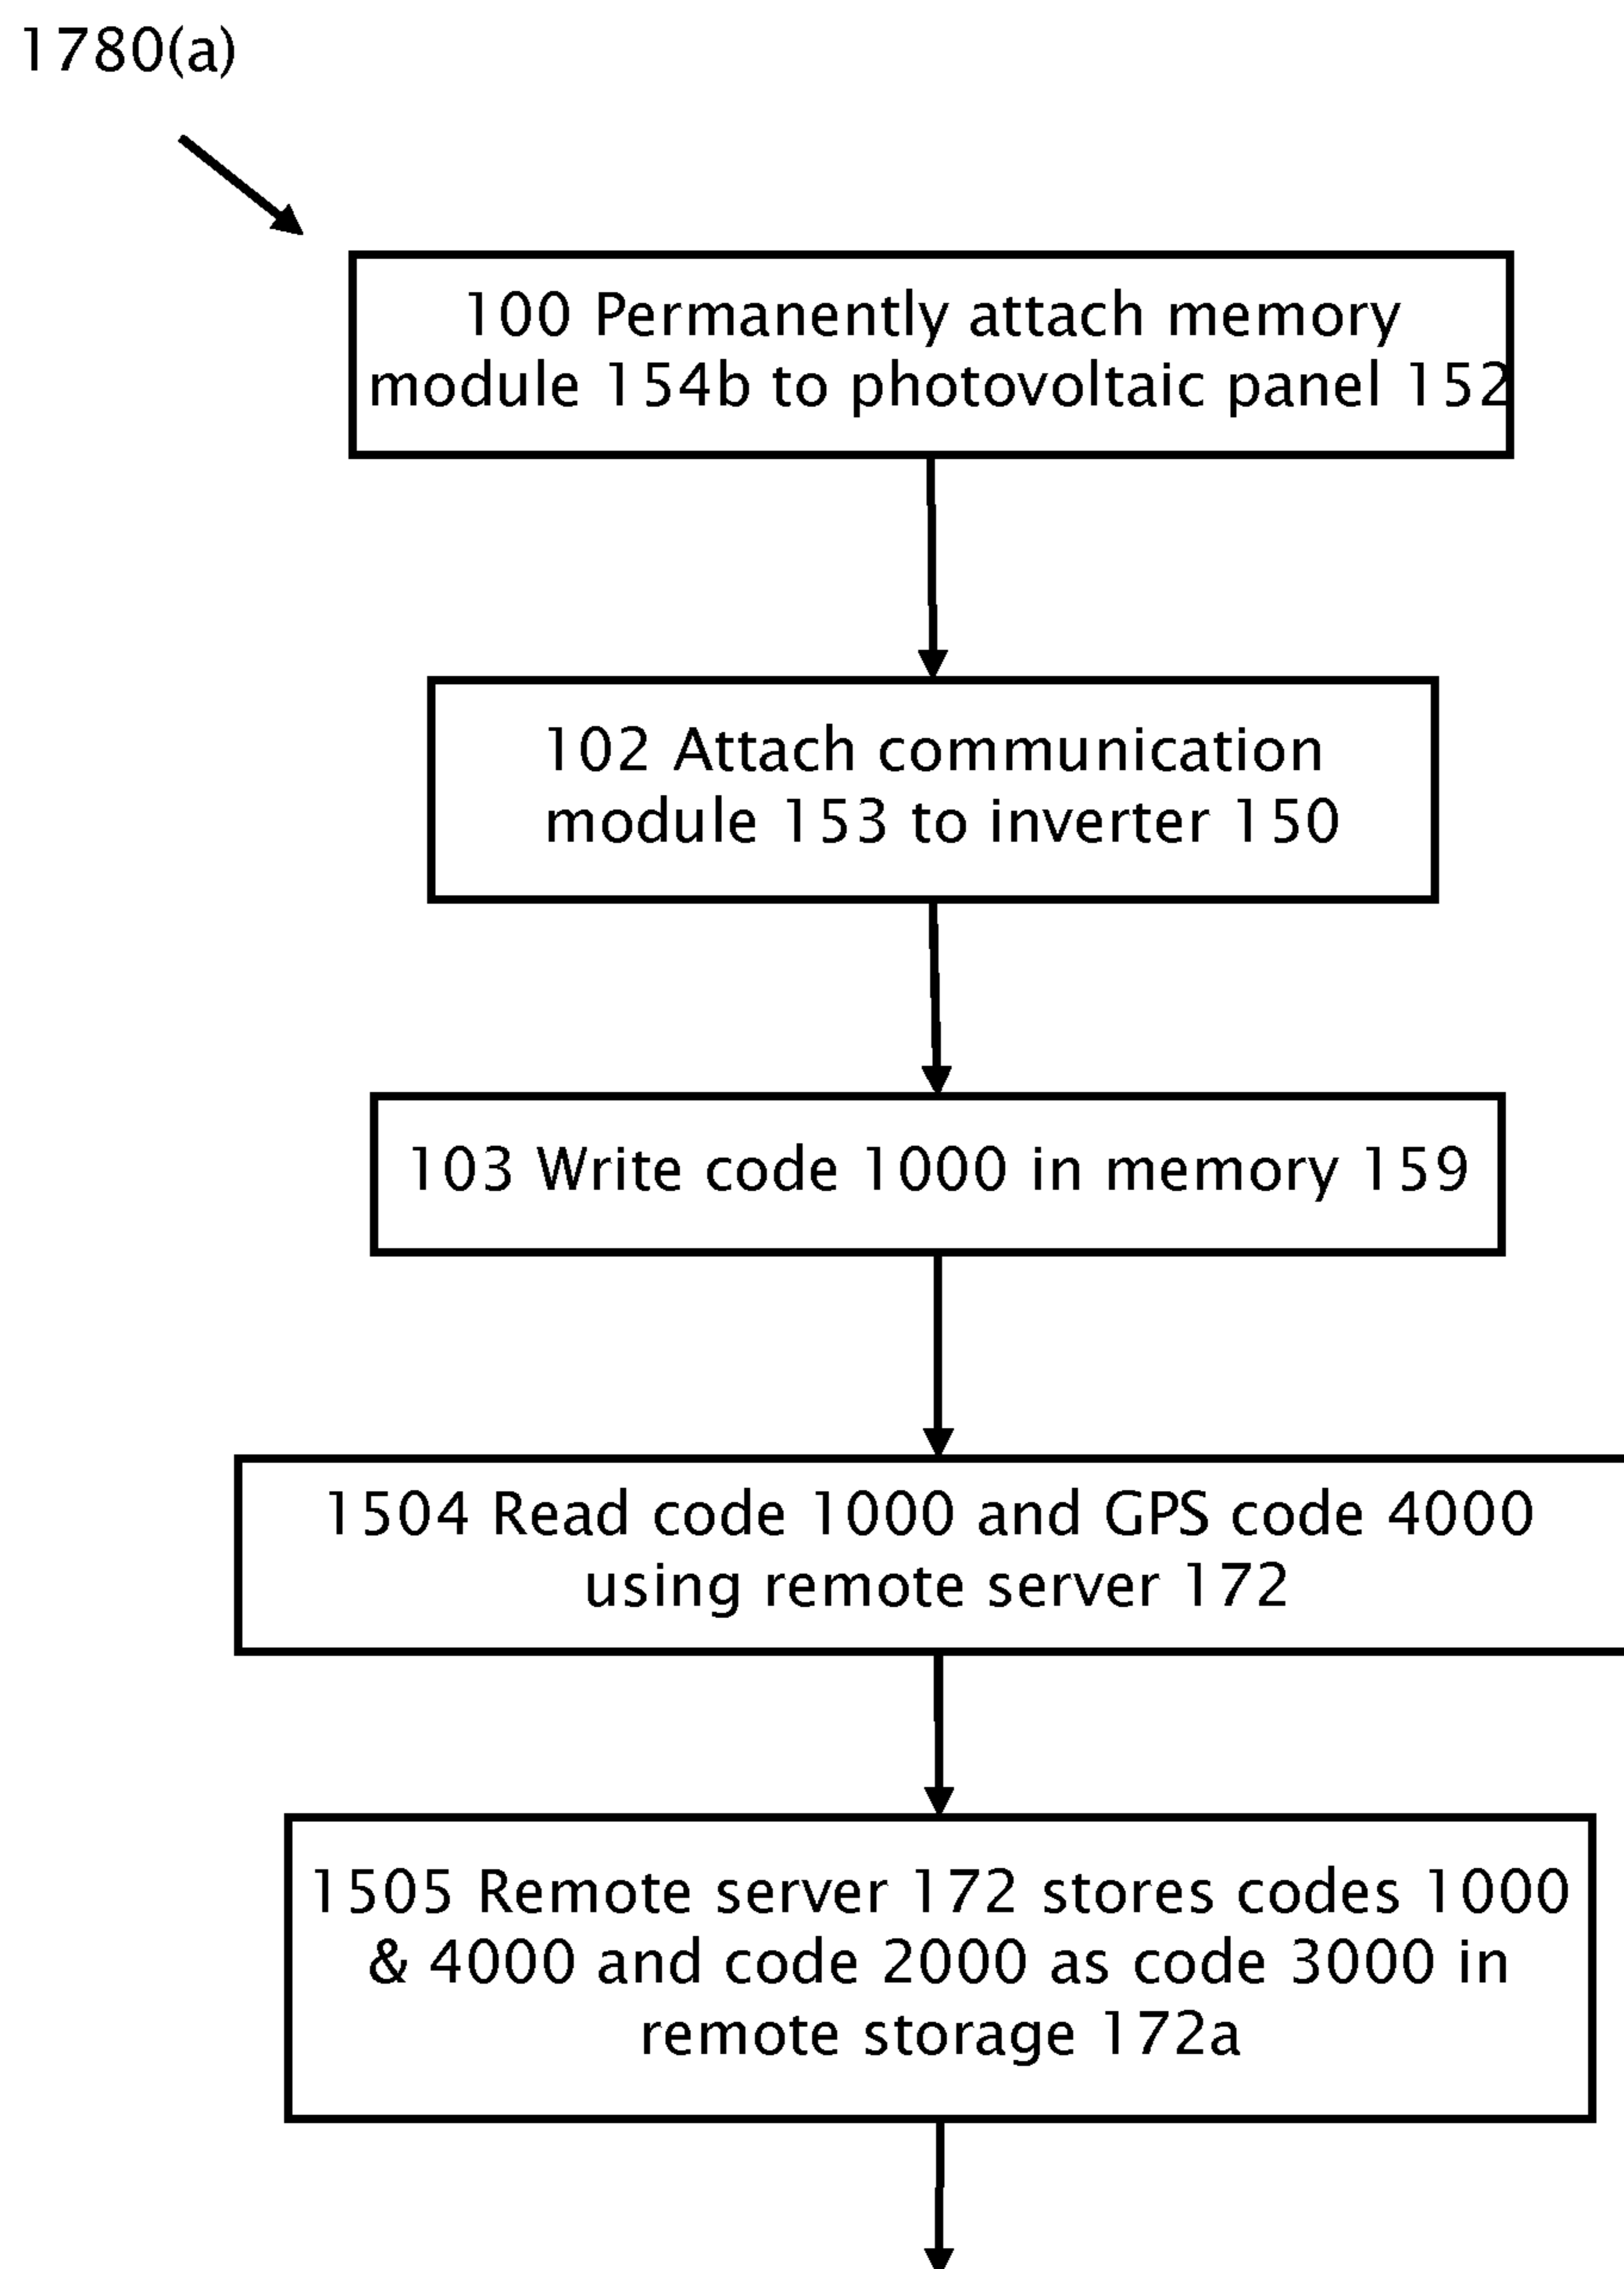 1780(a)
100 Permanently attach memory
module 154b to photovoltaic panel 152
102 Attach communication
module 153 to inverter 150
103 Write code 1000 in memory 159
1504 Read code 1000 and GPS code 4000
using remote server 172
1505 Remote server 172 stores codes 1000
& 4000 and code 2000 as code 3000 in
remote storage 172a